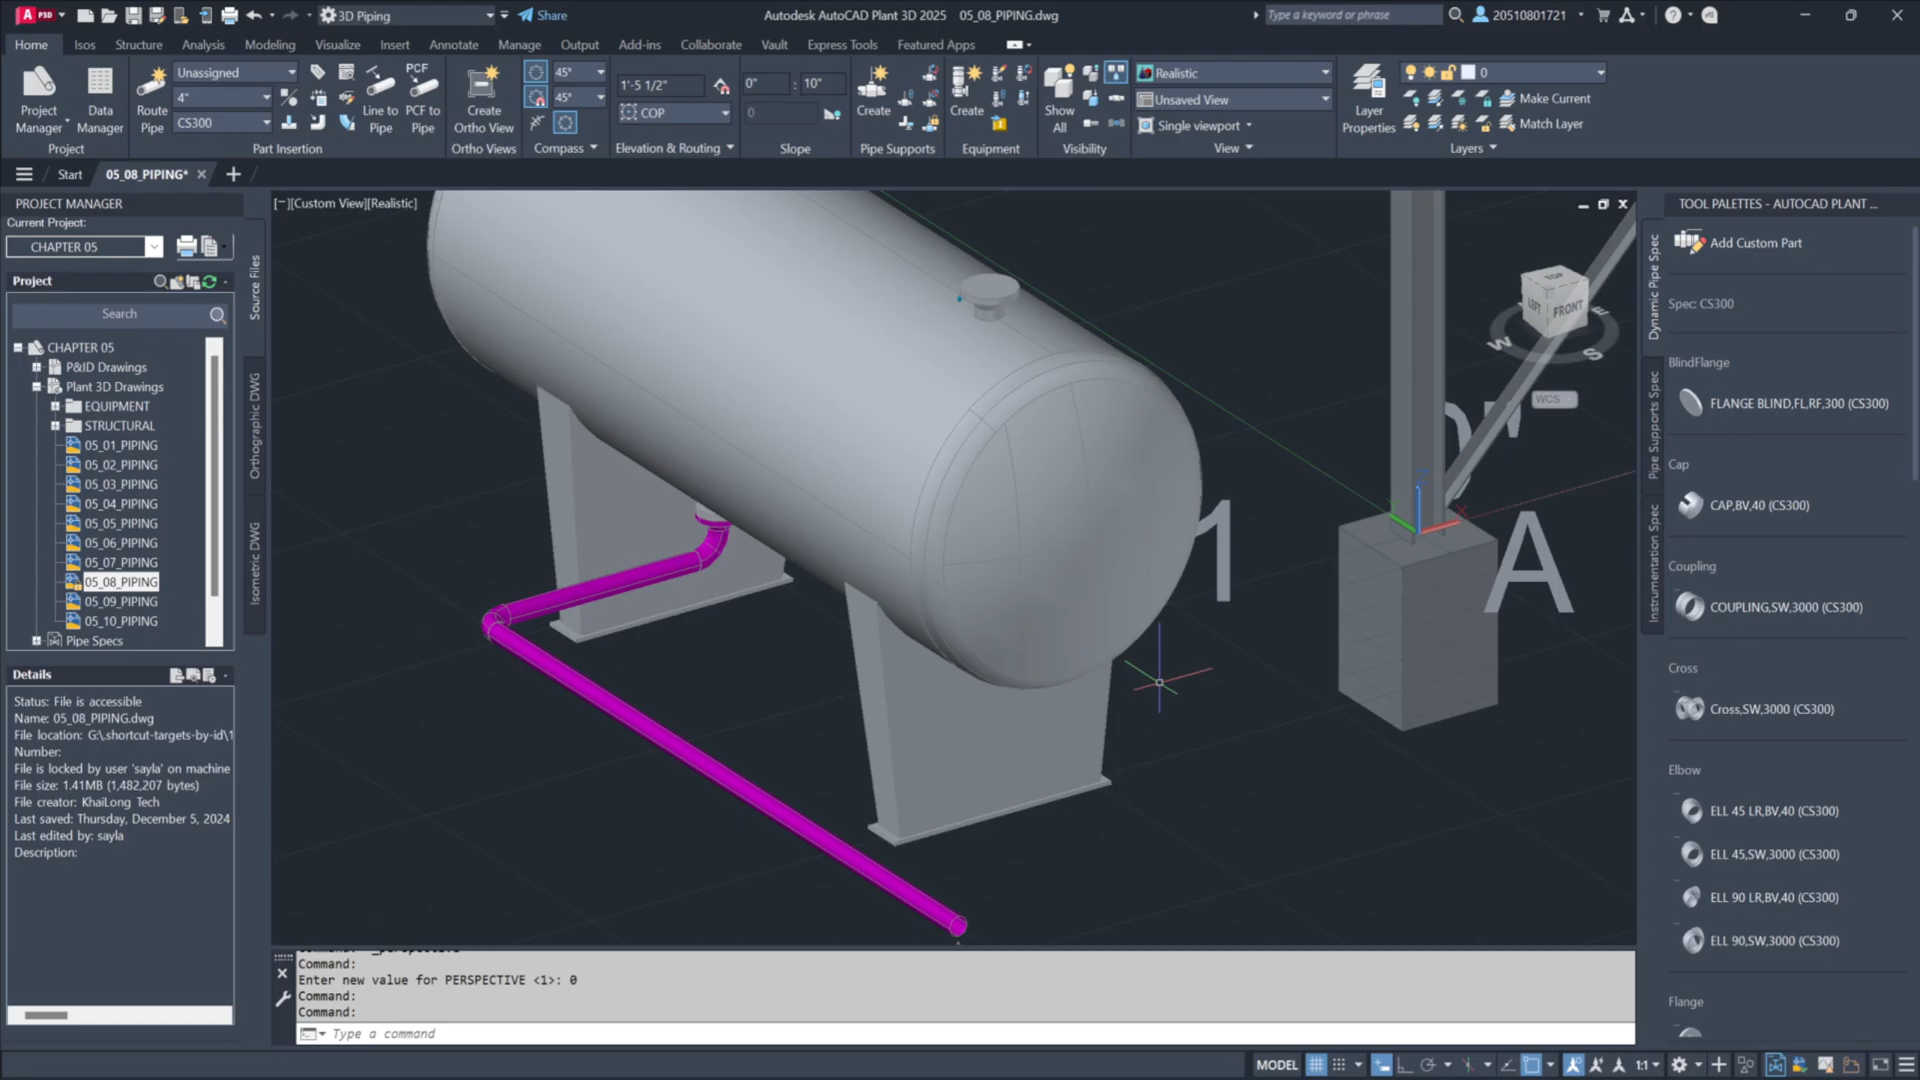 A P3D
3D Piping
Share
Autodesk AutoCAD Plant 3D 2025 05_08_PIPING.dwg
Type a keyword or phrase
20510801721
Home
Isos
Structure
Analysis
Modeling
Visualize
Insert
Annotate
Manage
Output
Add-ins
Collaborate
Vault
Express Tools
Featured Apps
Project Manager
Data Manager
Project
Route Pipe
Unassigned
4"
CS300
Line to Pipe
PCF
PCF to Pipe
Part Insertion
Create Ortho View
Ortho Views
45°
45°
Compass
1'-5 1/2"
COP
Elevation & Routing
0" : 10"
0
Slope
Create
Pipe Supports
Create
Equipment
Show All
Visibility
Realistic
Unsaved View
Single viewport
View
Layer Properties
0
Make Current
Match Layer
Layers
Start
05_08_PIPING*
PROJECT MANAGER
Current Project:
CHAPTER 05
Project
Search
CHAPTER 05
P&ID Drawings
Plant 3D Drawings
EQUIPMENT
STRUCTURAL
05_01_PIPING
05_02_PIPING
05_03_PIPING
05_04_PIPING
05_05_PIPING
05_06_PIPING
05_07_PIPING
05_08_PIPING
05_09_PIPING
05_10_PIPING
Pipe Specs
Source Files
Orthographic DWG
Isometric DWG
Details
Status: File is accessible
Name: 05_08_PIPING.dwg
File location: G:\.shortcut-targets-by-id\1
Number:
File is locked by user 'sayla' on machine
File size: 1.41MB (1,482,207 bytes)
File creator: KhaiLong Tech
Last saved: Thursday, December 5, 2024
Last edited by: sayla
Description:
[−][Custom View][Realistic]
TOP
LEFT
FRONT
W
S
E
WCS
1
A
Command:
Enter new value for PERSPECTIVE <1>: 0
Command:
Command:
Type a command
TOOL PALETTES - AUTOCAD PLANT ...
Dynamic Pipe Spec
Pipe Supports Spec
Instrumentation Spec
Add Custom Part
Spec: CS300
BlindFlange
FLANGE BLIND,FL,RF,300 (CS300)
Cap
CAP,BV,40 (CS300)
Coupling
COUPLING,SW,3000 (CS300)
Cross
Cross,SW,3000 (CS300)
Elbow
ELL 45 LR,BV,40 (CS300)
ELL 45,SW,3000 (CS300)
ELL 90 LR,BV,40 (CS300)
ELL 90,SW,3000 (CS300)
Flange
MODEL
1:1